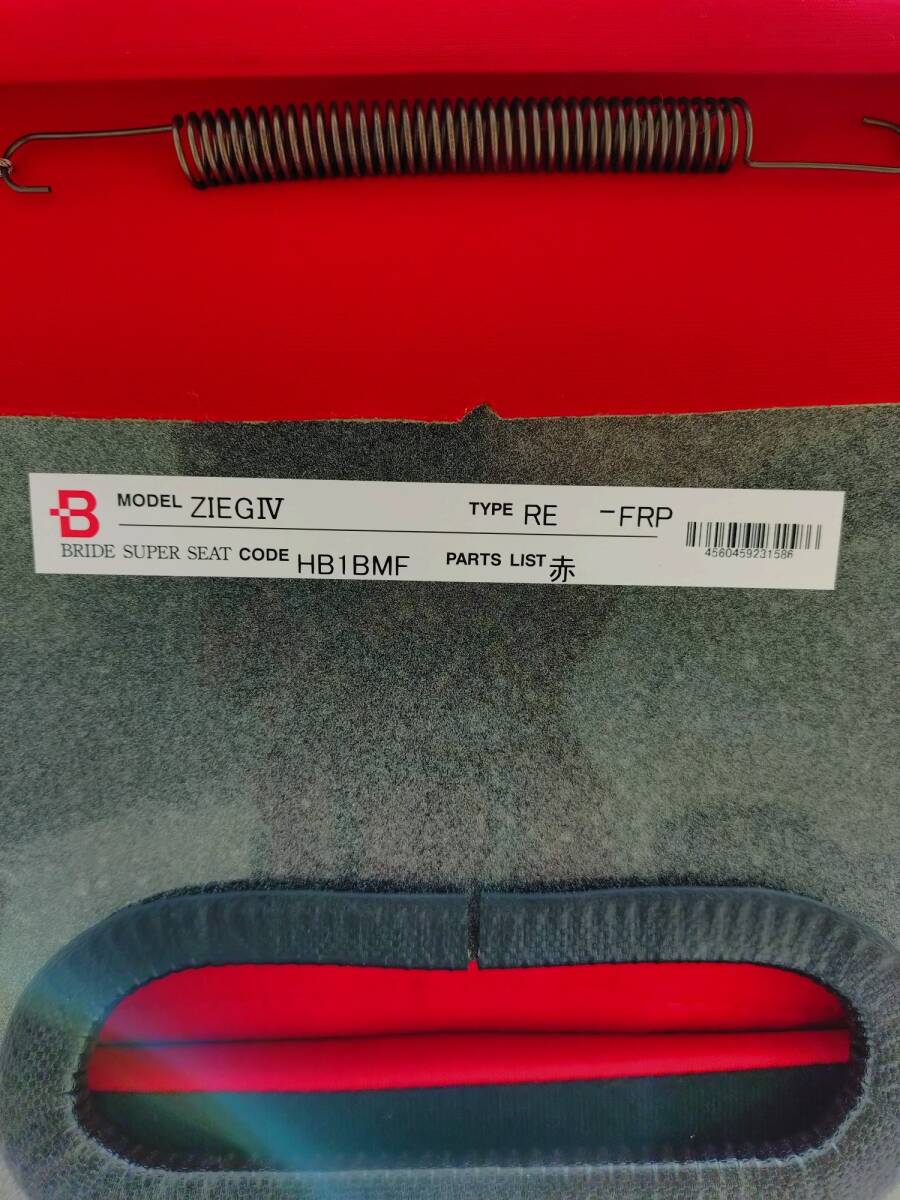 B MODEL ZIEGⅣ TYPE RE -FRP
BRIDE SUPER SEAT CODE HB1BMF PARTS LIST 赤
4560459231586